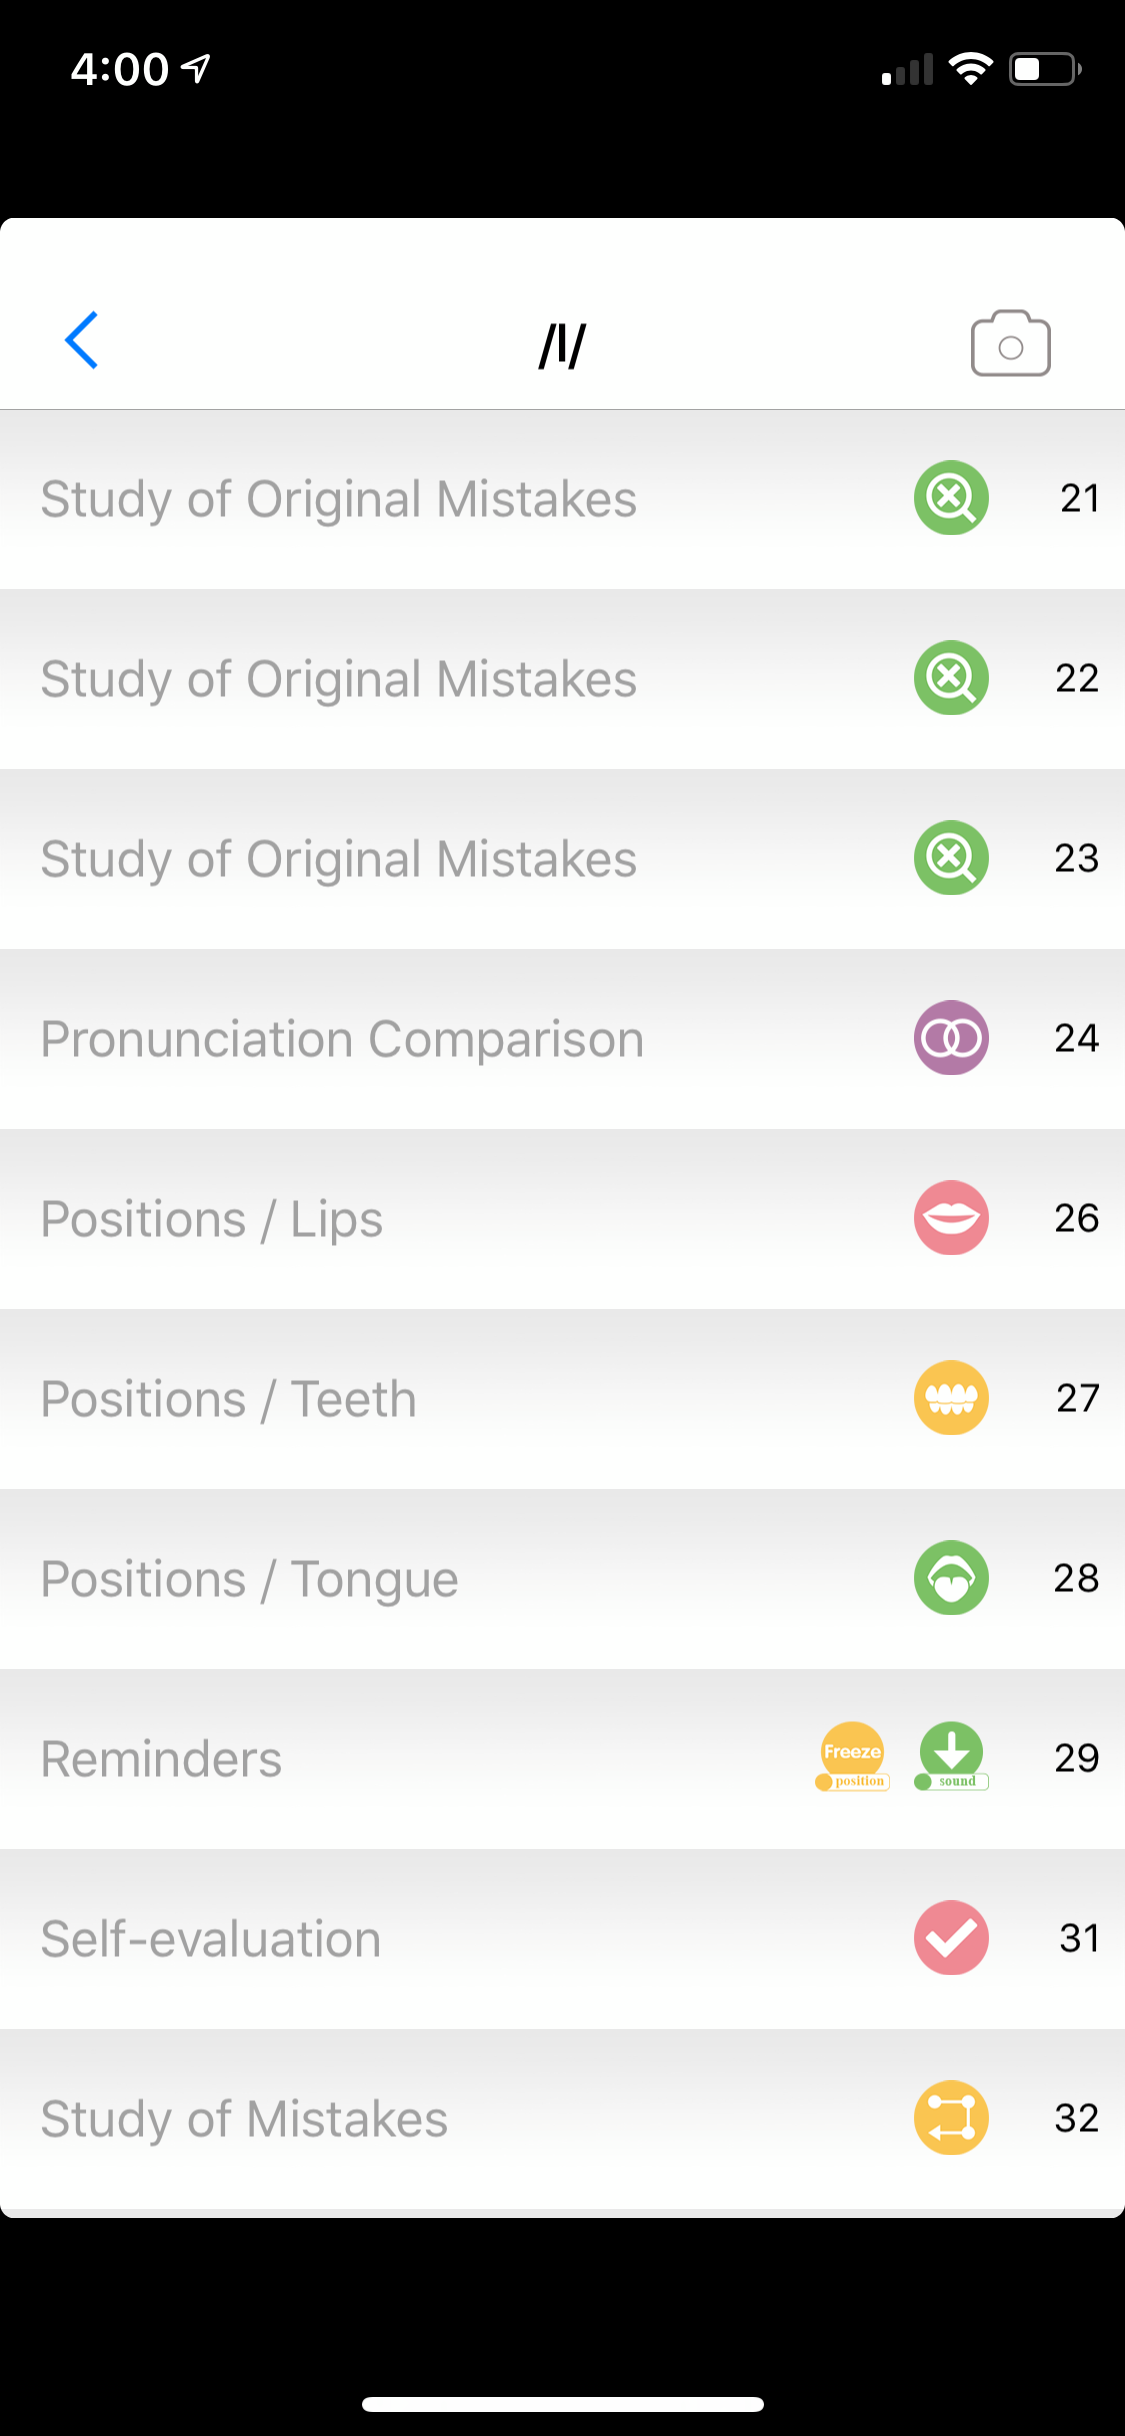 4:00
/l/
Study of Original Mistakes 21
Study of Original Mistakes 22
Study of Original Mistakes 23
Pronunciation Comparison 24
Positions / Lips 26
Positions / Teeth 27
Positions / Tongue 28
Reminders Freeze position sound 29
Self-evaluation 31
Study of Mistakes 32